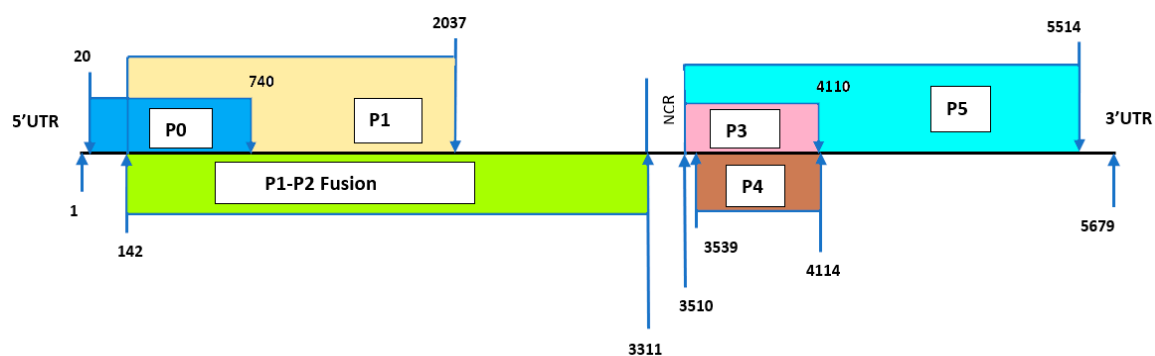 2037
20
5514
740
4110
NCR
5'UTR
P0
P1
P3
P5
3'UTR
P1-P2 Fusion
P4
1
142
3539
4114
5679
3510
3311